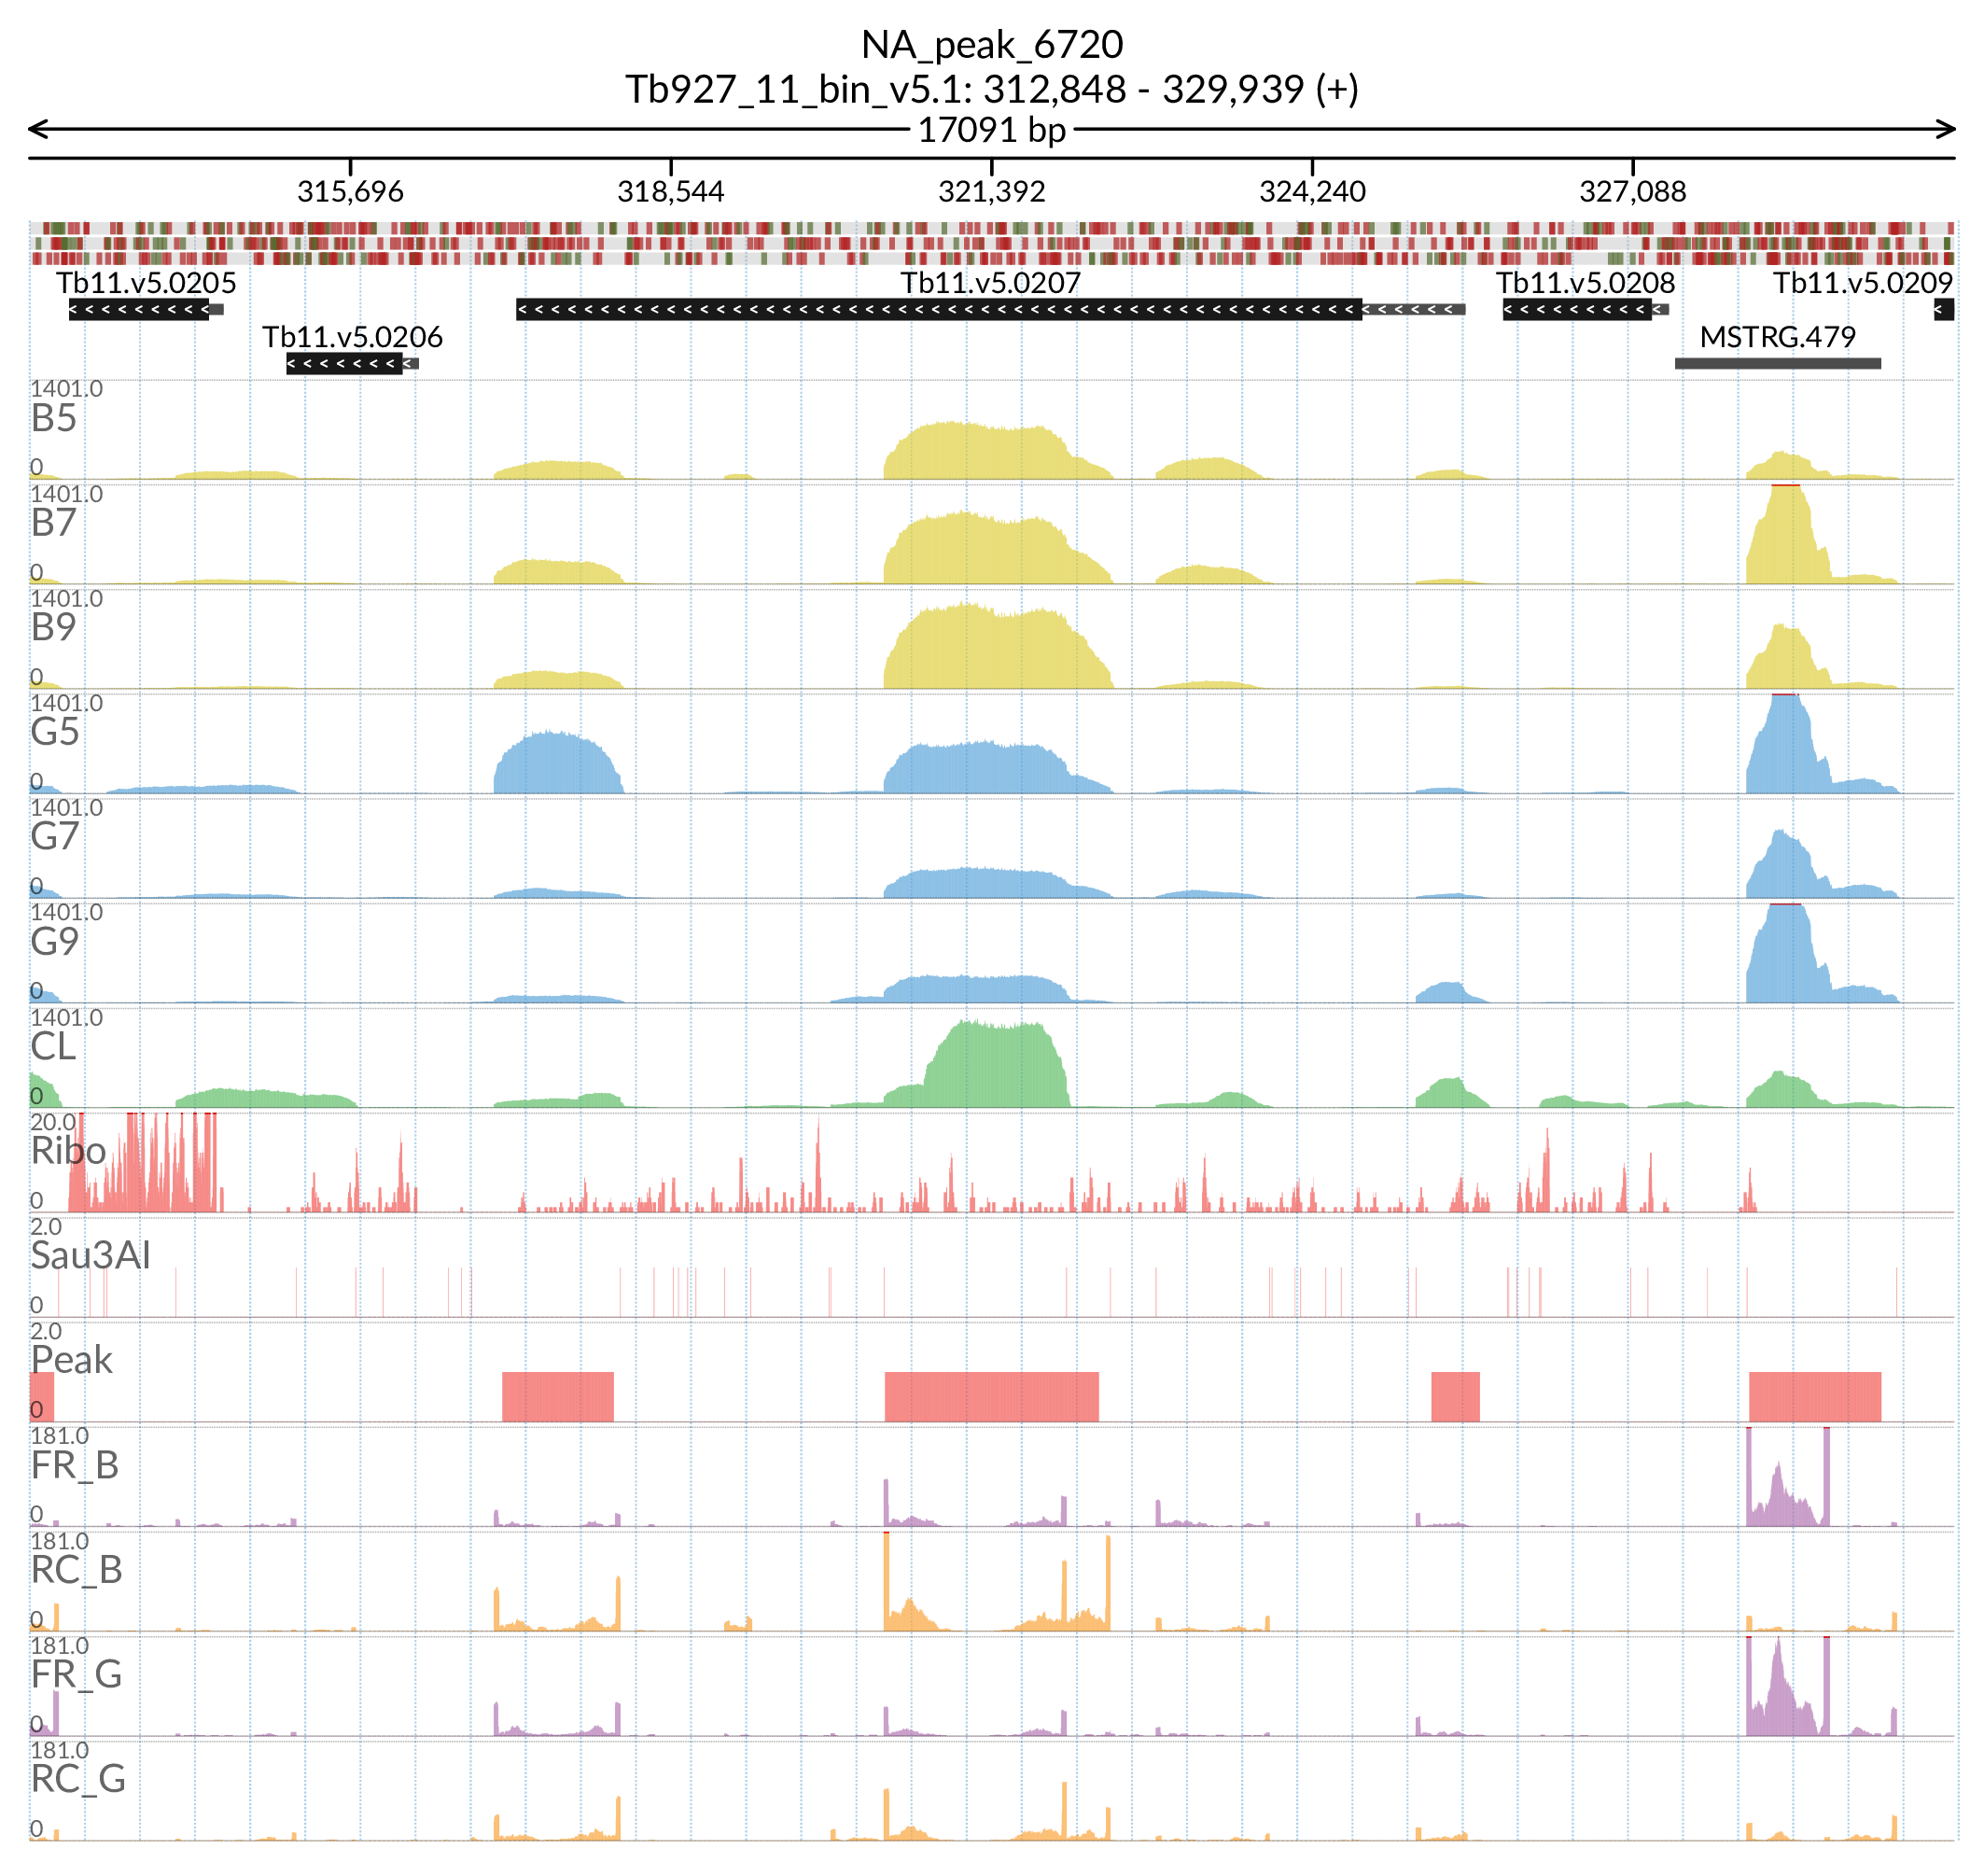 NA_peak_6720
Tb927_11_bin_v5.1: 312,848 - 329,939 (+)
17091 bp
315,696 318,544 321,392 324,240 327,088
Tb11.v5.0205 Tb11.v5.0207 Tb11.v5.0208 Tb11.v5.0209
Tb11.v5.0206 MSTRG.479
1401.0
B5
0
1401.0
B7
0
1401.0
B9
0
1401.0
G5
0
1401.0
G7
0
1401.0
G9
0
1401.0
CL
0
20.0
Ribo
0
2.0
Sau3AI
0
2.0
Peak
0
181.0
FR_B
0
181.0
RC_B
0
181.0
FR_G
0
181.0
RC_G
0